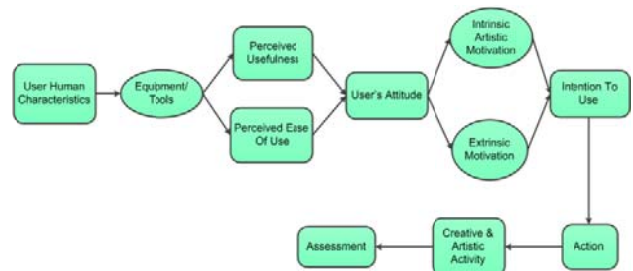 User Human
Characteristics
Equipment/
Tools
Perceived
Usefulness
Perceived Ease
Of Use
User's Attitude
Intrinsic
Artistic
Motivation
Extrinsic
Motivation
Intention To
Use
Action
Creative &
Artistic
Activity
Assessment